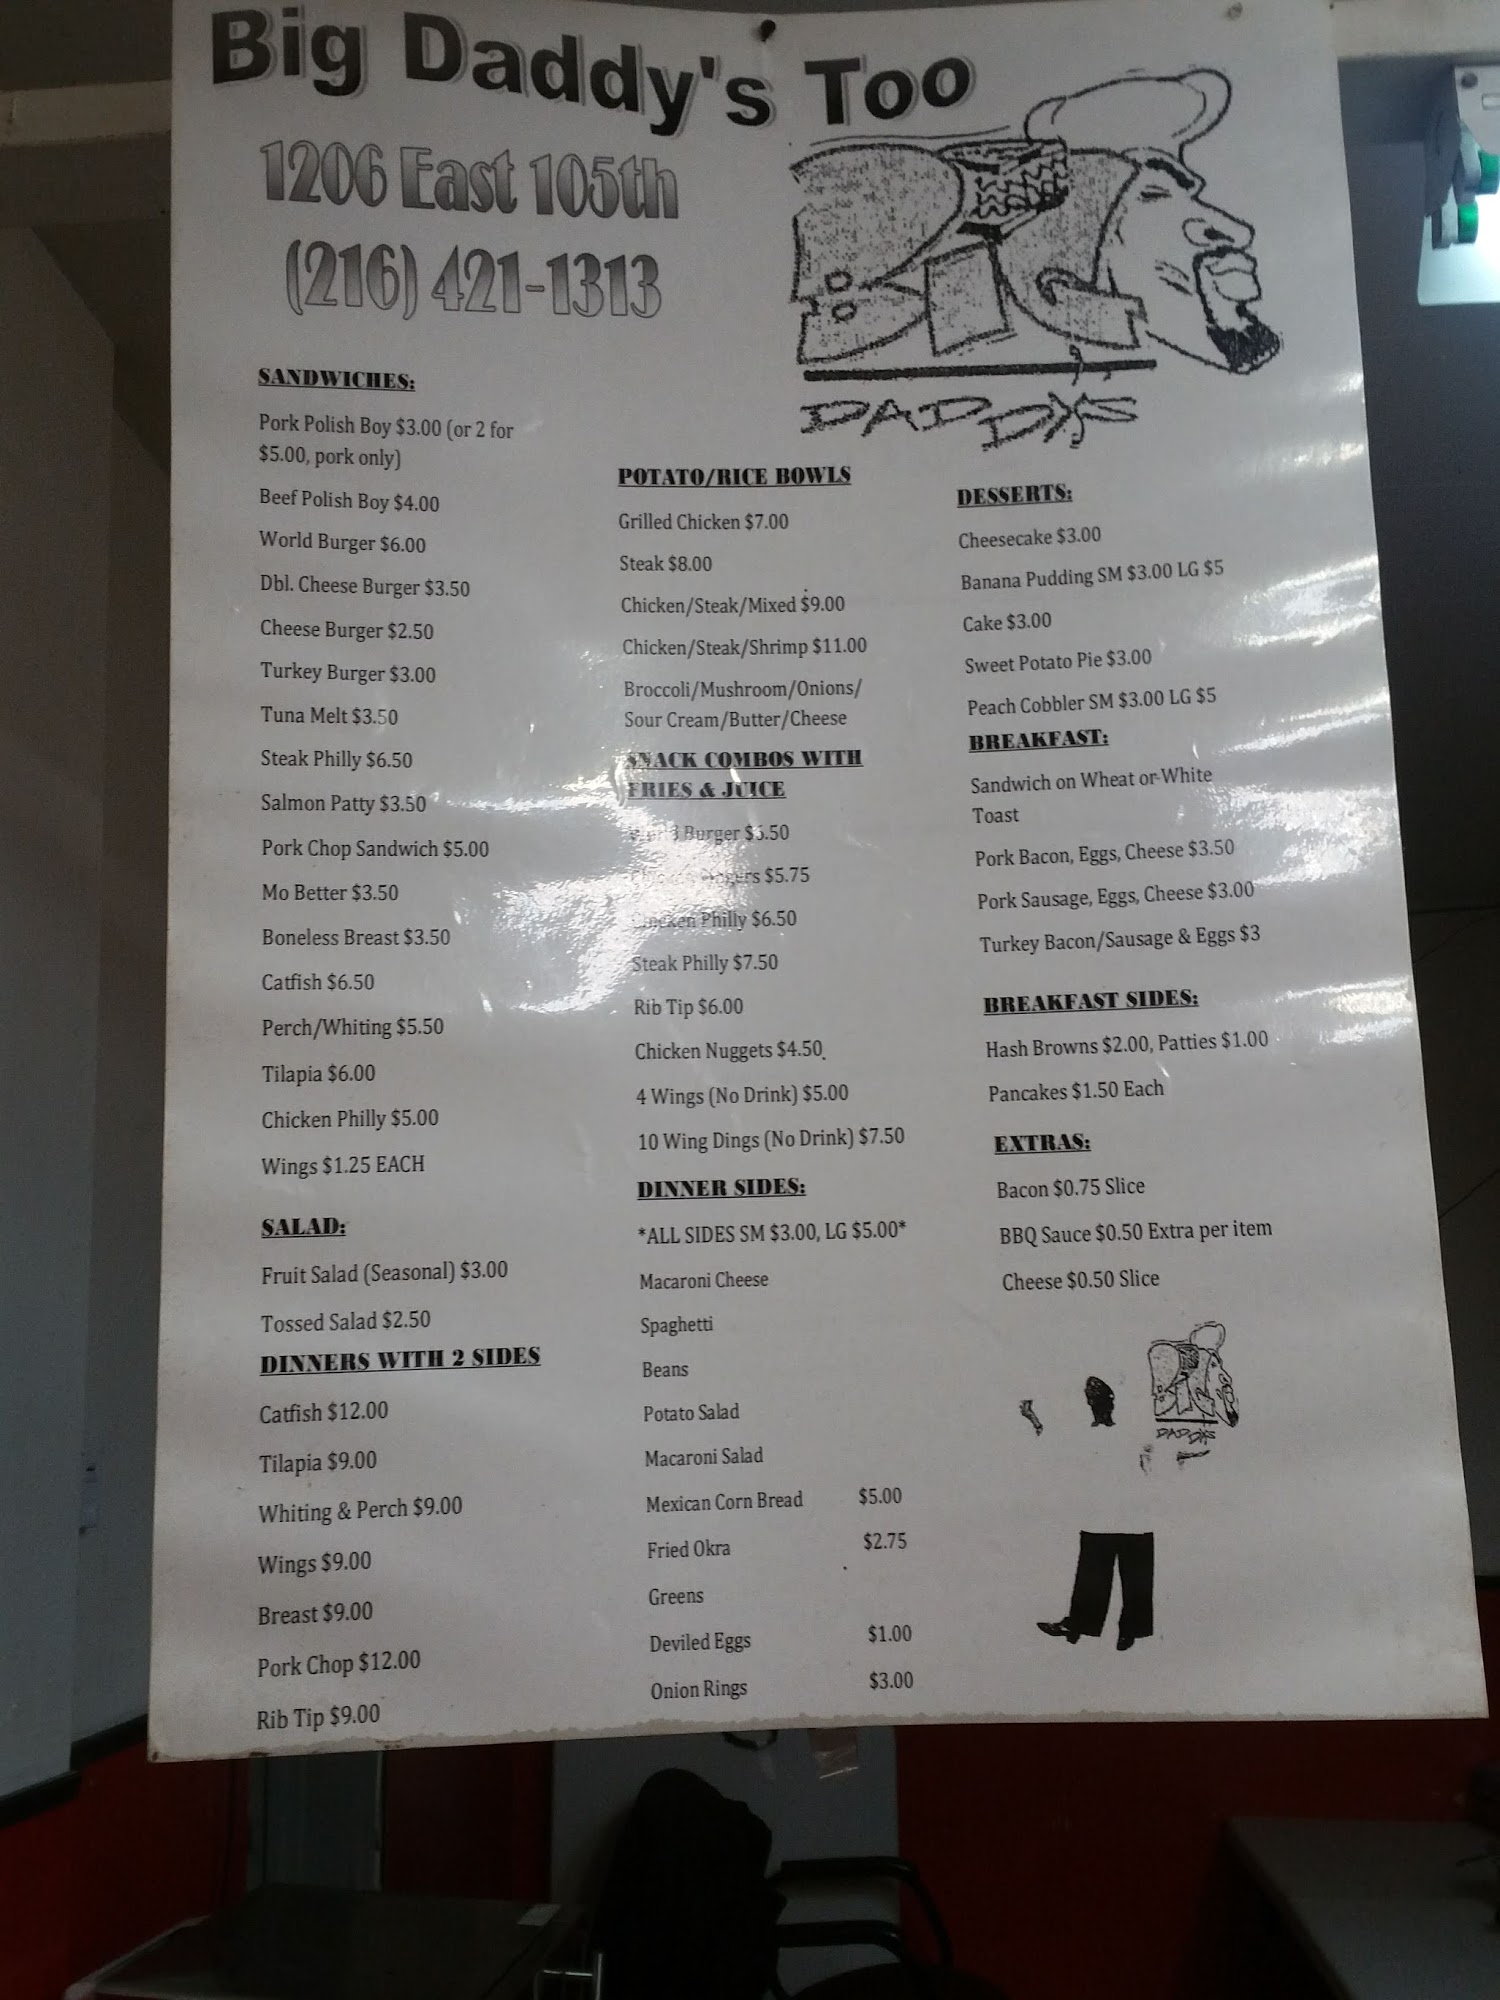 Big Daddy's Too
1206 East 105th
(216) 421-1313
BIG
DADDYS
SANDWICHES:
Pork Polish Boy $3.00 (or 2 for
$5.00, pork only)
Beef Polish Boy $4.00
World Burger $6.00
Dbl. Cheese Burger $3.50
Cheese Burger $2.50
Turkey Burger $3.00
Tuna Melt $3.50
Steak Philly $6.50
Salmon Patty $3.50
Pork Chop Sandwich $5.00
Mo Better $3.50
Boneless Breast $3.50
Catfish $6.50
Perch/Whiting $5.50
Tilapia $6.00
Chicken Philly $5.00
Wings $1.25 EACH
SALAD:
Fruit Salad (Seasonal) $3.00
Tossed Salad $2.50
DINNERS WITH 2 SIDES
Catfish $12.00
Tilapia $9.00
Whiting & Perch $9.00
Wings $9.00
Breast $9.00
Pork Chop $12.00
Rib Tip $9.00
POTATO/RICE BOWLS
Grilled Chicken $7.00
Steak $8.00
Chicken/Steak/Mixed $9.00
Chicken/Steak/Shrimp $11.00
Broccoli/Mushroom/Onions/
Sour Cream/Butter/Cheese
SNACK COMBOS WITH
FRIES & JUICE
Burger
$5.75
Chicken Philly $6.50
Steak Philly $7.50
Rib Tip $6.00
Chicken Nuggets $4.50
4 Wings (No Drink) $5.00
10 Wing Dings (No Drink) $7.50
DINNER SIDES:
*ALL SIDES SM $3.00, LG $5.00*
Macaroni Cheese
Spaghetti
Beans
Potato Salad
Macaroni Salad
Mexican Corn Bread $5.00
Fried Okra $2.75
Greens
Deviled Eggs $1.00
Onion Rings $3.00
DESSERTS:
Cheesecake $3.00
Banana Pudding SM $3.00 LG $5
Cake $3.00
Sweet Potato Pie $3.00
Peach Cobbler SM $3.00 LG $5
BREAKFAST:
Sandwich on Wheat or White
Toast
Pork Bacon, Eggs, Cheese $3.50
Pork Sausage, Eggs, Cheese $3.00
Turkey Bacon/Sausage & Eggs $3
BREAKFAST SIDES:
Hash Browns $2.00, Patties $1.00
Pancakes $1.50 Each
EXTRAS:
Bacon $0.75 Slice
BBQ Sauce $0.50 Extra per item
Cheese $0.50 Slice
BIG
DADDYS